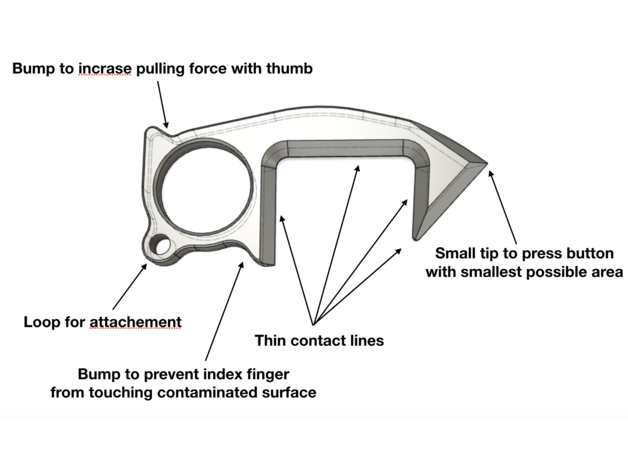 Bump to incrase pulling force with thumb
Small tip to press button
with smallest possible area
Loop for attachement
Thin contact lines
Bump to prevent index finger
from touching contaminated surface